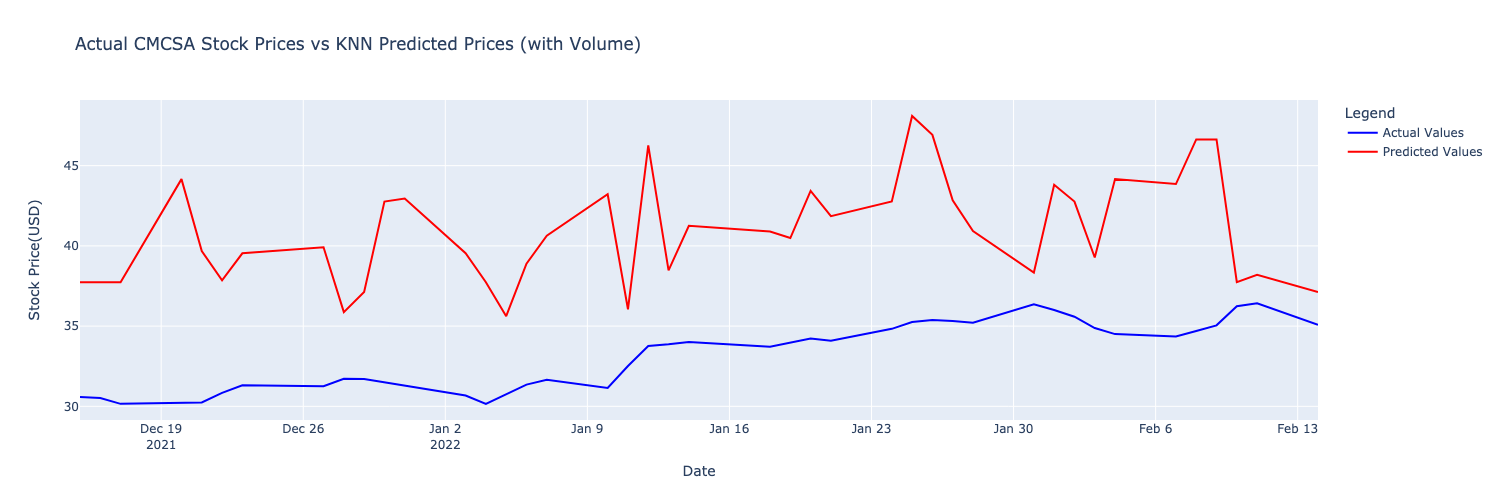 Actual CMCSA Stock Prices vs KNN Predicted Prices (with Volume)
Legend
Actual Values
Predicted Values
Stock Price(USD)
45
40
35
30
Dec 19
2021
Dec 26
Jan 2
2022
Jan 9
Jan 16
Jan 23
Jan 30
Feb 6
Feb 13
Date